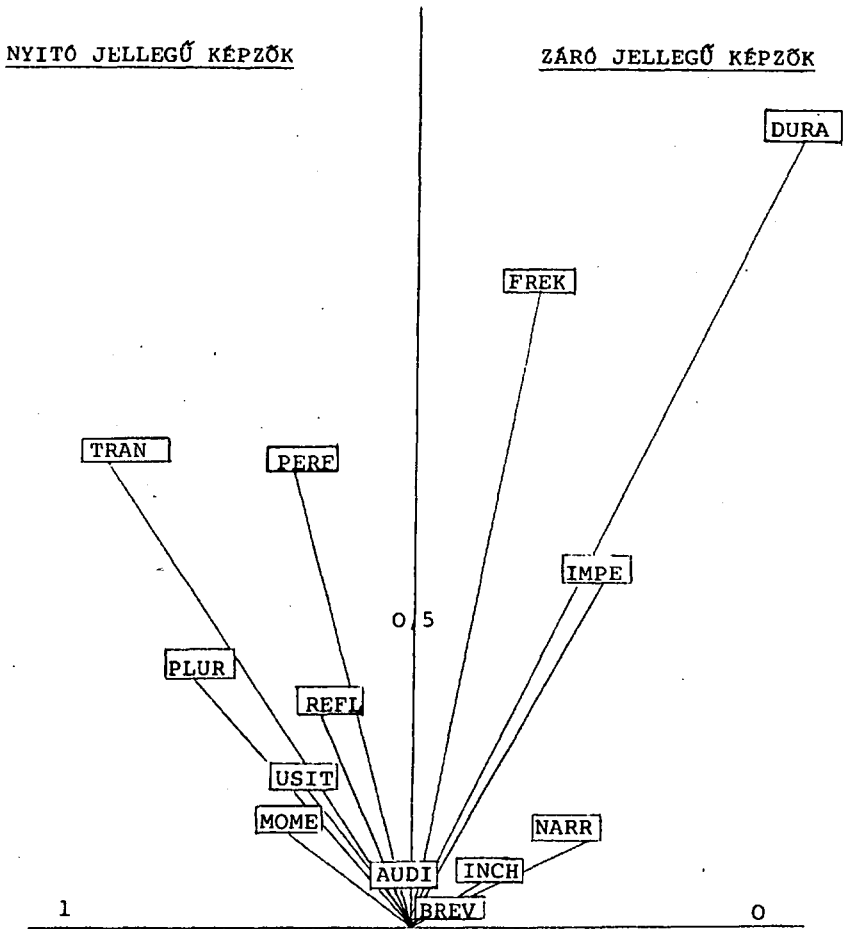 NYITÓ JELLEGŰ KÉPZŐK
ZÁRÓ JELLEGŰ KÉPZŐK
DURA
FREK
TRAN
PERF
IMPE
0,5
PLUR
REFL
USIT
MOME
NARR
AUDI
INCH
BREV
1
0